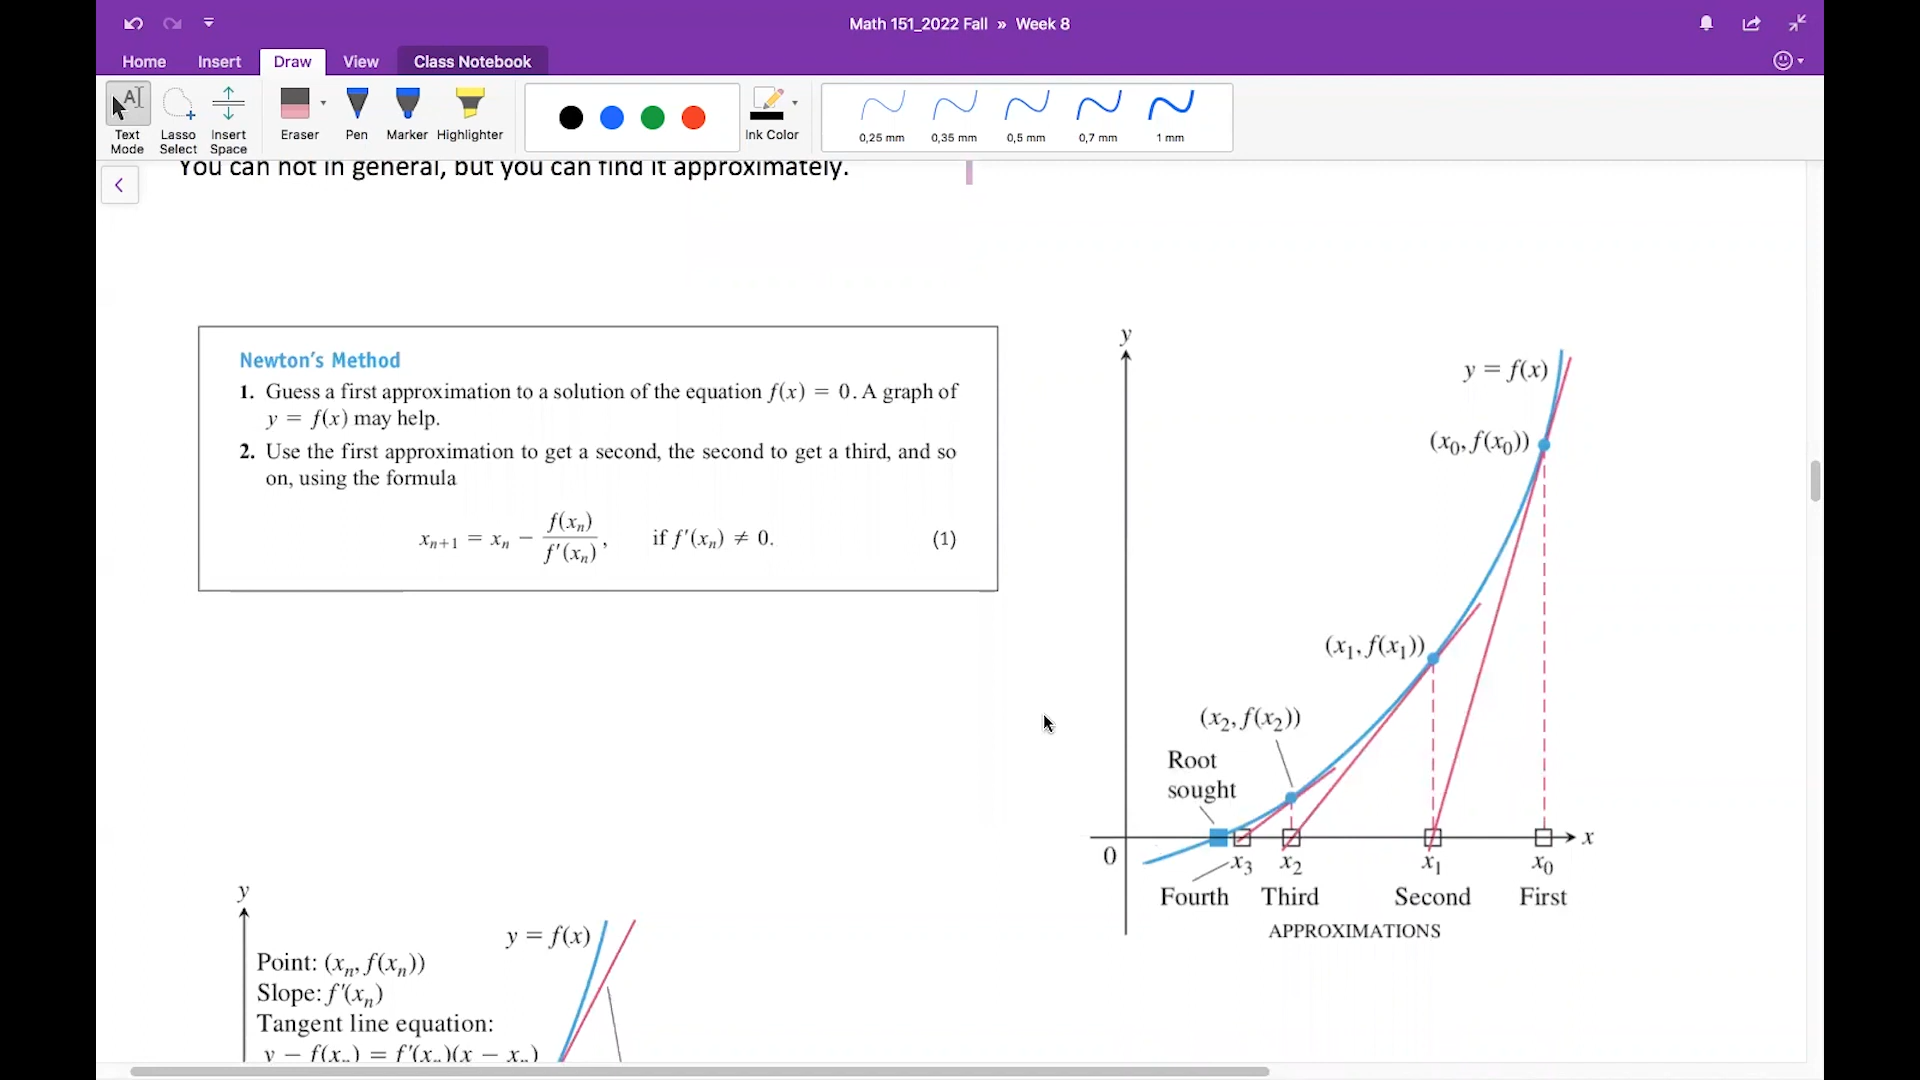 Math 151_2022 Fall » Week 8
Home Insert Draw View Class Notebook
Text Mode
Lasso Select
Insert Space
Eraser
Pen
Marker
Highlighter
Ink Color
0,25 mm 0,35 mm 0,5 mm 0,7 mm 1 mm
You can not in general, but you can find it approximately.
Newton's Method
1. Guess a first approximation to a solution of the equation f(x) = 0. A graph of
y = f(x) may help.
2. Use the first approximation to get a second, the second to get a third, and so
on, using the formula
xₙ₊₁ = xₙ − f(xₙ)/f′(xₙ), if f′(xₙ) ≠ 0. (1)
y
y = f(x)
(x₀, f(x₀))
(x₁, f(x₁))
(x₂, f(x₂))
Root
sought
x
0
x₃ x₂ x₁ x₀
Fourth Third Second First
APPROXIMATIONS
y
y = f(x)
Point: (xₙ, f(xₙ))
Slope: f′(xₙ)
Tangent line equation:
y − f(xₙ) = f′(xₙ)(x − xₙ)